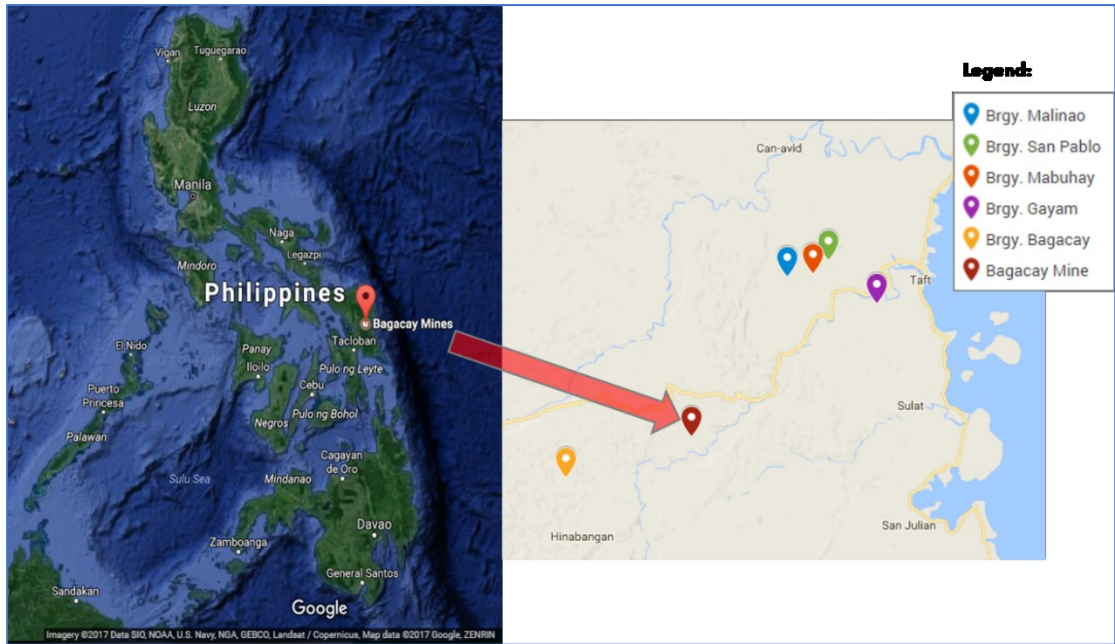 Vigan
Tuguegarao
Luzon
Manila
Naga
Legazpi
Mindoro
Philippines
Bagacay Mines
Tacloban
El Nido
Panay
Pulo ng Leyte
Iloilo
Cebu
Puerto
Princesa
Negros
Pulo ng Bohol
Palawan
Cagayan
de Oro
Sulu Sea
Mindanao
Davao
Zamboanga
General Santos
Sandakan
Google
Imagery ©2017 Data SIO, NOAA, U.S. Navy, NGA, GEBCO, Landsat / Copernicus, Map data ©2017 Google, ZENRIN
Legend:
Brgy. Malinao
Brgy. San Pablo
Brgy. Mabuhay
Brgy. Gayam
Brgy. Bagacay
Bagacay Mine
Can-avid
Taft
Sulat
San Julian
Hinabangan